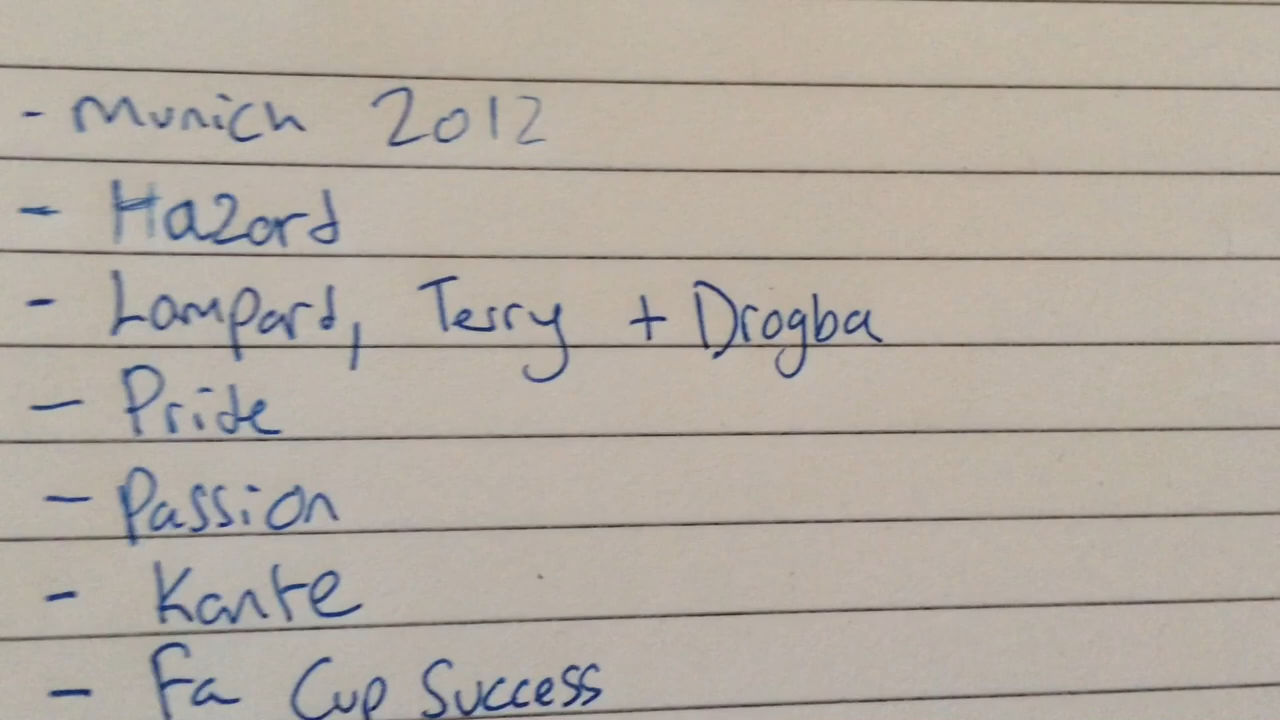 - Munich 2012
- Hazard
- Lampard, Terry + Drogba
- Pride
- Passion
- Kante
- Fa Cup Success